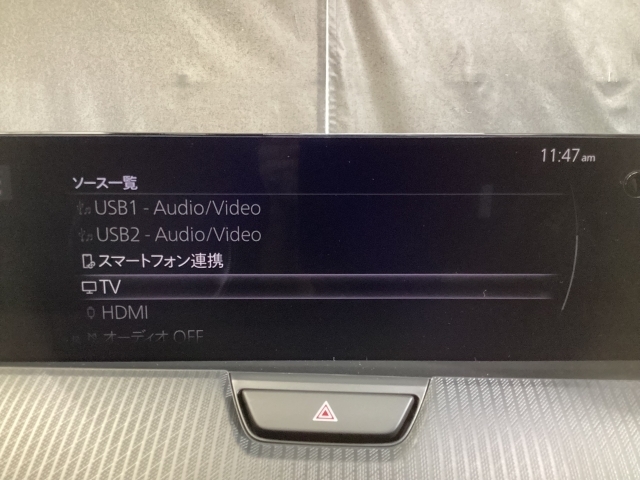 11:47 am
ソース一覧
USB1 - Audio/Video
USB2 - Audio/Video
スマートフォン連携
TV
HDMI
オーディオ OFF